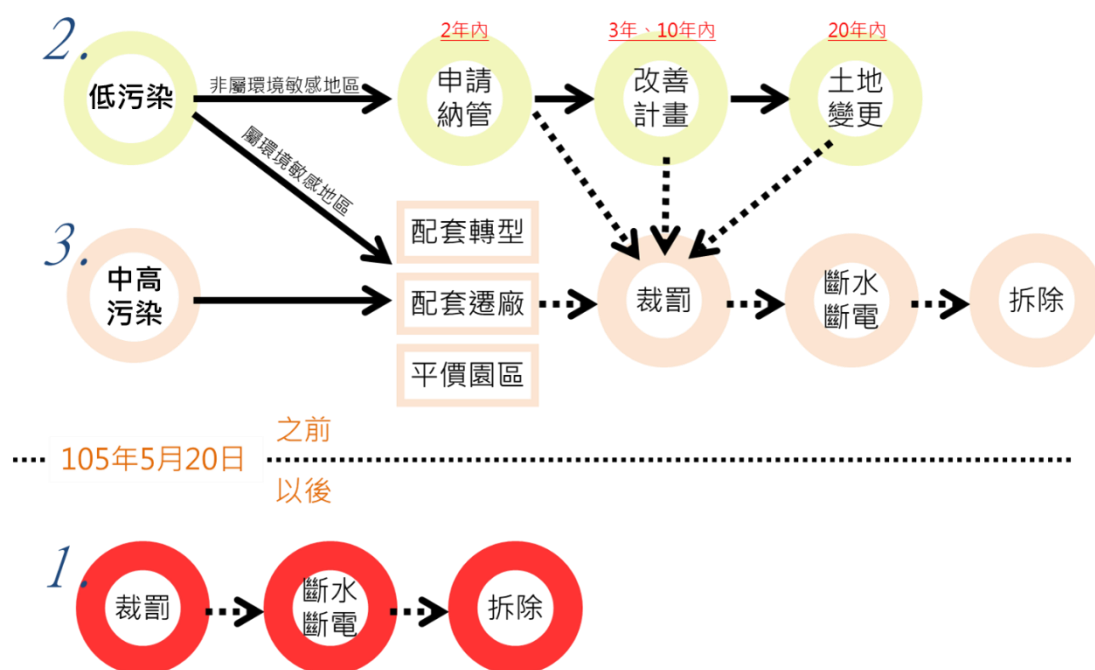 2.
2年內
3年、10年內
20年內
低污染
非屬環境敏感地區
屬環境敏感地區
申請
納管
改善
計畫
土地
變更
3.
中高
污染
配套轉型
配套遷廠
平價園區
裁罰
斷水
斷電
拆除
之前
105年5月20日
以後
1.
裁罰
斷水
斷電
拆除